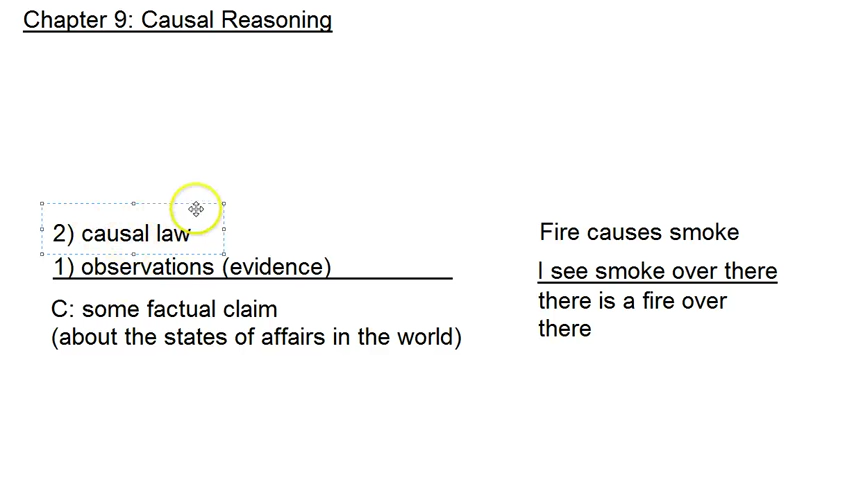 Chapter 9: Causal Reasoning
2) causal law
1) observations (evidence)
C: some factual claim
(about the states of affairs in the world)
Fire causes smoke
I see smoke over there
there is a fire over
there